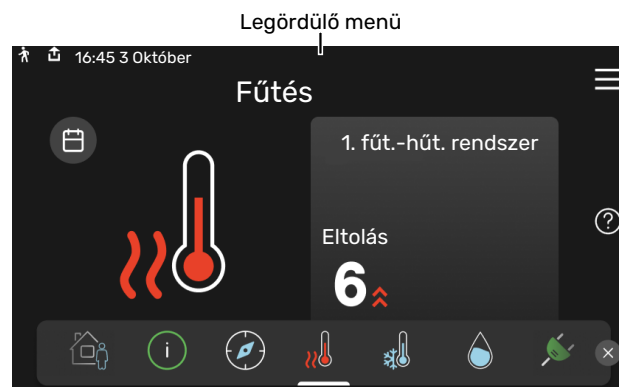 Legördülő menü
16:45 3 Október
Fűtés
1. fűt.-hűt. rendszer
Eltolás
6